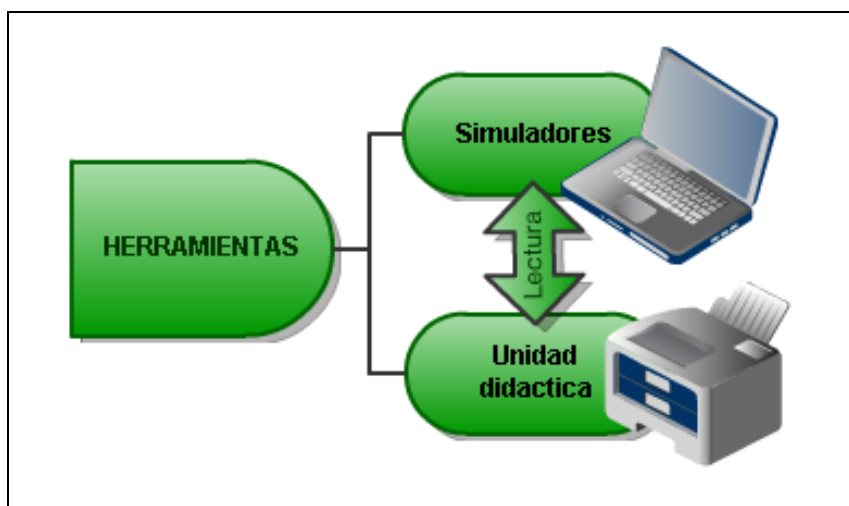 Simuladores
HERRAMIENTAS
Lectura
Unidad
didactica